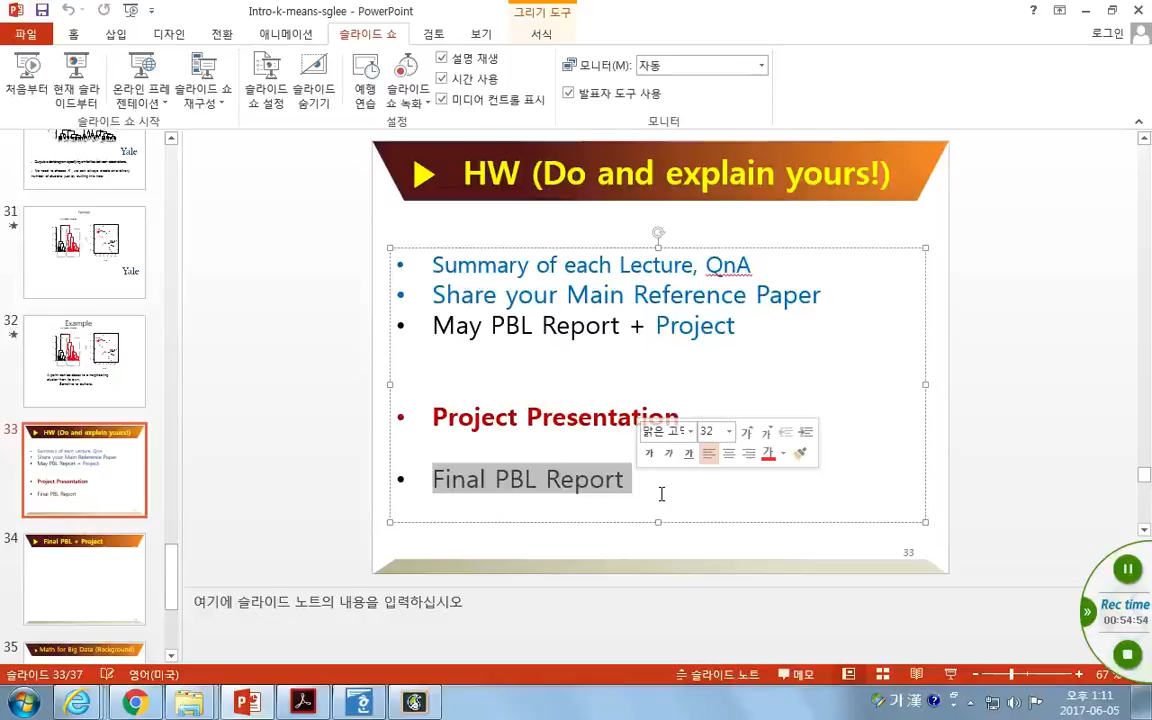 Intro-k-means-sglee - PowerPoint
그리기 도구
파일
홈
삽입
디자인
전환
애니메이션
슬라이드 쇼
검토
보기
서식
로그인
처음부터
현재 슬라
이드부터
온라인 프레
젠테이션
슬라이드 쇼
재구성
슬라이드
쇼 설정
슬라이드
숨기기
예행
연습
슬라이드
쇼 녹화
설명 재생
시간 사용
미디어 컨트롤 표시
모니터(M):
자동
발표자 도구 사용
슬라이드 쇼 시작
설정
모니터
Yale
31
Yale
32
Example
33
HW (Do and explain yours!)
Summary of each Lecture, QnA
Share your Main Reference Paper
May PBL Report + Project
Project Presentation
Final PBL Report
34
Final PBL + Project
35
Math for Big Data (Background)
HW (Do and explain yours!)
• Summary of each Lecture, QnA
• Share your Main Reference Paper
• May PBL Report + Project
• Project Presentation
32
가 가 가 가
• Final PBL Report
33
여기에 슬라이드 노트의 내용을 입력하십시오
Rec time
00:54:54
슬라이드 33/37
영어(미국)
슬라이드 노트
메모
67
가 漢
오후 1:11
2017-06-05